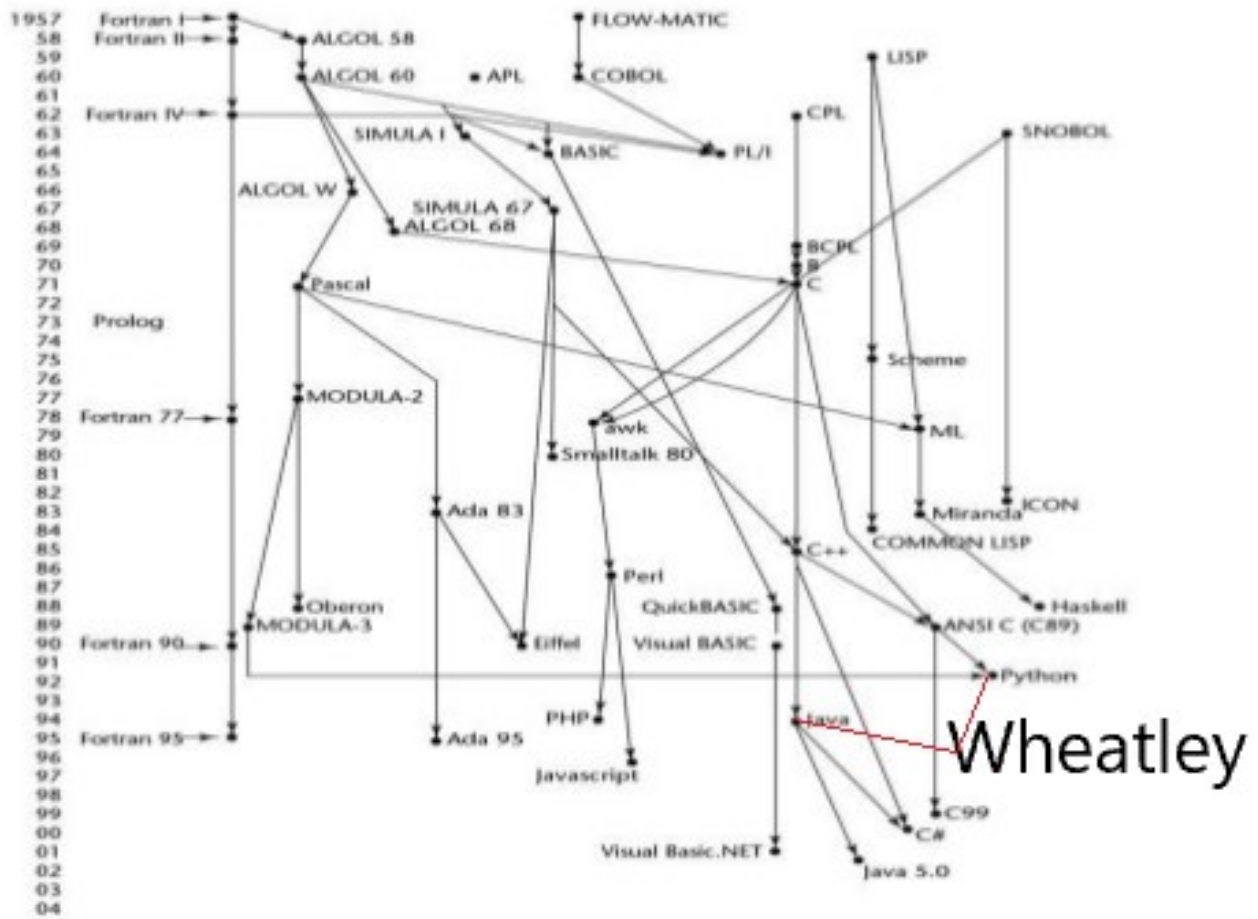 1957 Fortran I FLOW-MATIC
58 Fortran II ALGOL 58
59 LISP
60 ALGOL 60 APL COBOL
61
62 Fortran IV CPL
63 SIMULA I SNOBOL
64 BASIC PL/I
65
66 ALGOL W
67 SIMULA 67
68 ALGOL 68
69 BCPL
70 B
71 Pascal C
72
73 Prolog
74
75 Scheme
76
77 MODULA-2
78 Fortran 77 awk
79 ML
80 Smalltalk 80
81
82 ICON
83 Ada 83 Miranda
84 COMMON LISP
85 C++
86 Perl
87
88 Oberon QuickBASIC Haskell
89 MODULA-3 ANSI C (C89)
90 Fortran 90 Eiffel Visual BASIC
91
92 Python
93
94 PHP Java
95 Fortran 95 Ada 95 Wheatley
96 Javascript
97
98
99 C99
00 C#
01 Visual Basic.NET
02 Java 5.0
03
04